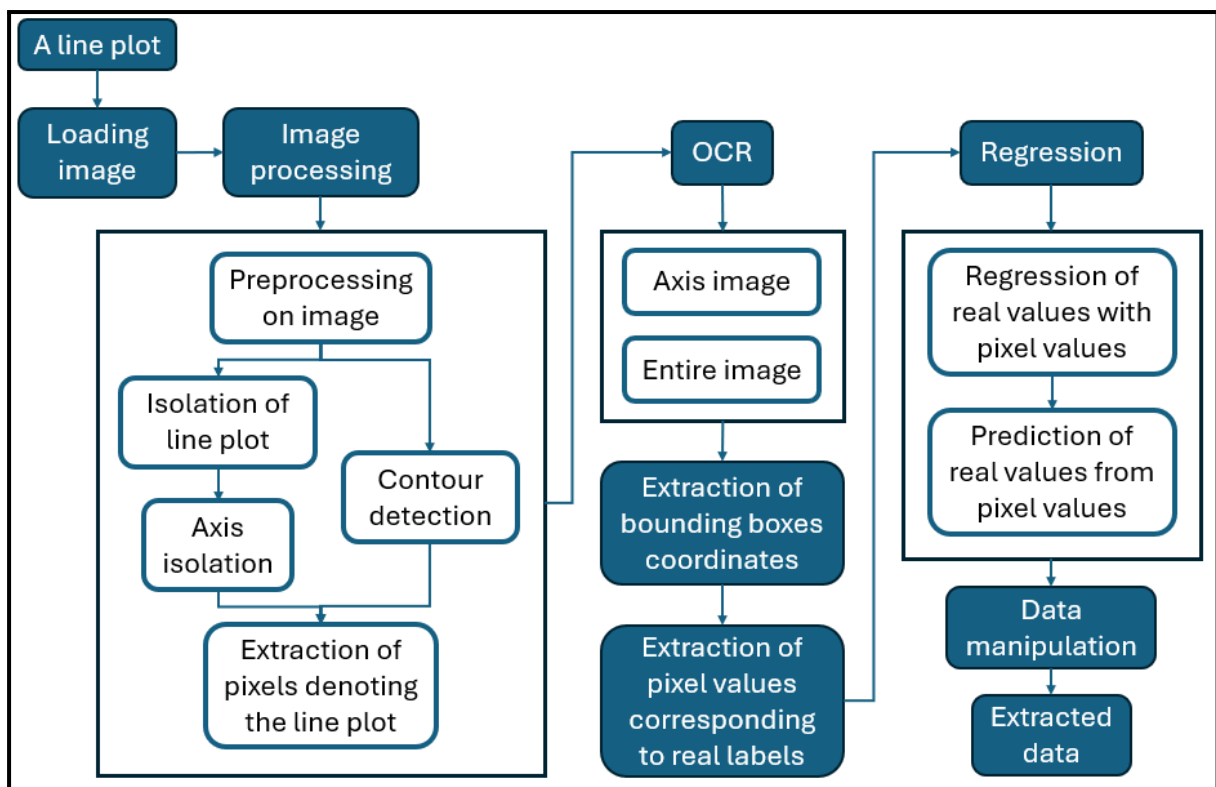 A line plot
Loading
image
Image
processing
Preprocessing
on image
Isolation of
line plot
Axis
isolation
Contour
detection
Extraction of
pixels denoting
the line plot
OCR
Axis image
Entire image
Extraction of
bounding boxes
coordinates
Extraction of
pixel values
corresponding
to real labels
Regression
Regression of
real values with
pixel values
Prediction of
real values from
pixel values
Data
manipulation
Extracted
data